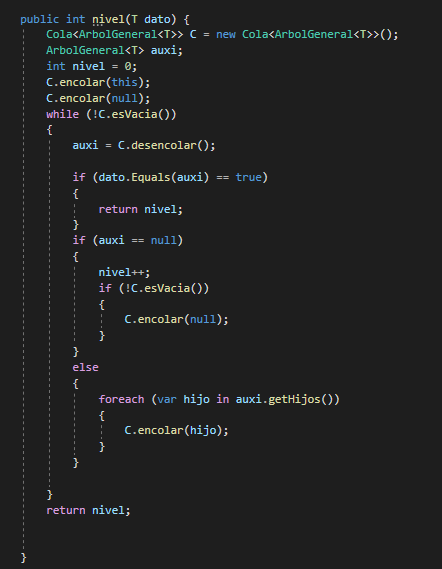 public int nivel(T dato) {
Cola<ArbolGeneral<T>> C = new Cola<ArbolGeneral<T>>();
ArbolGeneral<T> auxi;
int nivel = 0;
C.encolar(this);
C.encolar(null);
while (!C.esVacia())
{
auxi = C.desencolar();
if (dato.Equals(auxi) == true)
{
return nivel;
}
if (auxi == null)
{
nivel++;
if (!C.esVacia())
{
C.encolar(null);
}
}
else
{
foreach (var hijo in auxi.getHijos())
{
C.encolar(hijo);
}
}
}
return nivel;
}